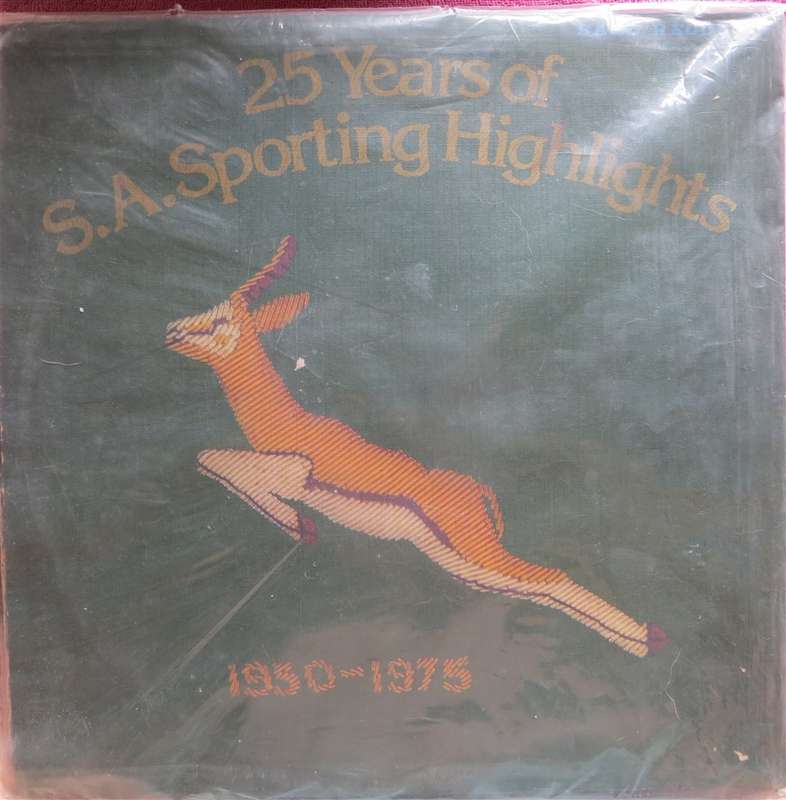 25 Years of
S.A. Sporting Highlights
1950-1975